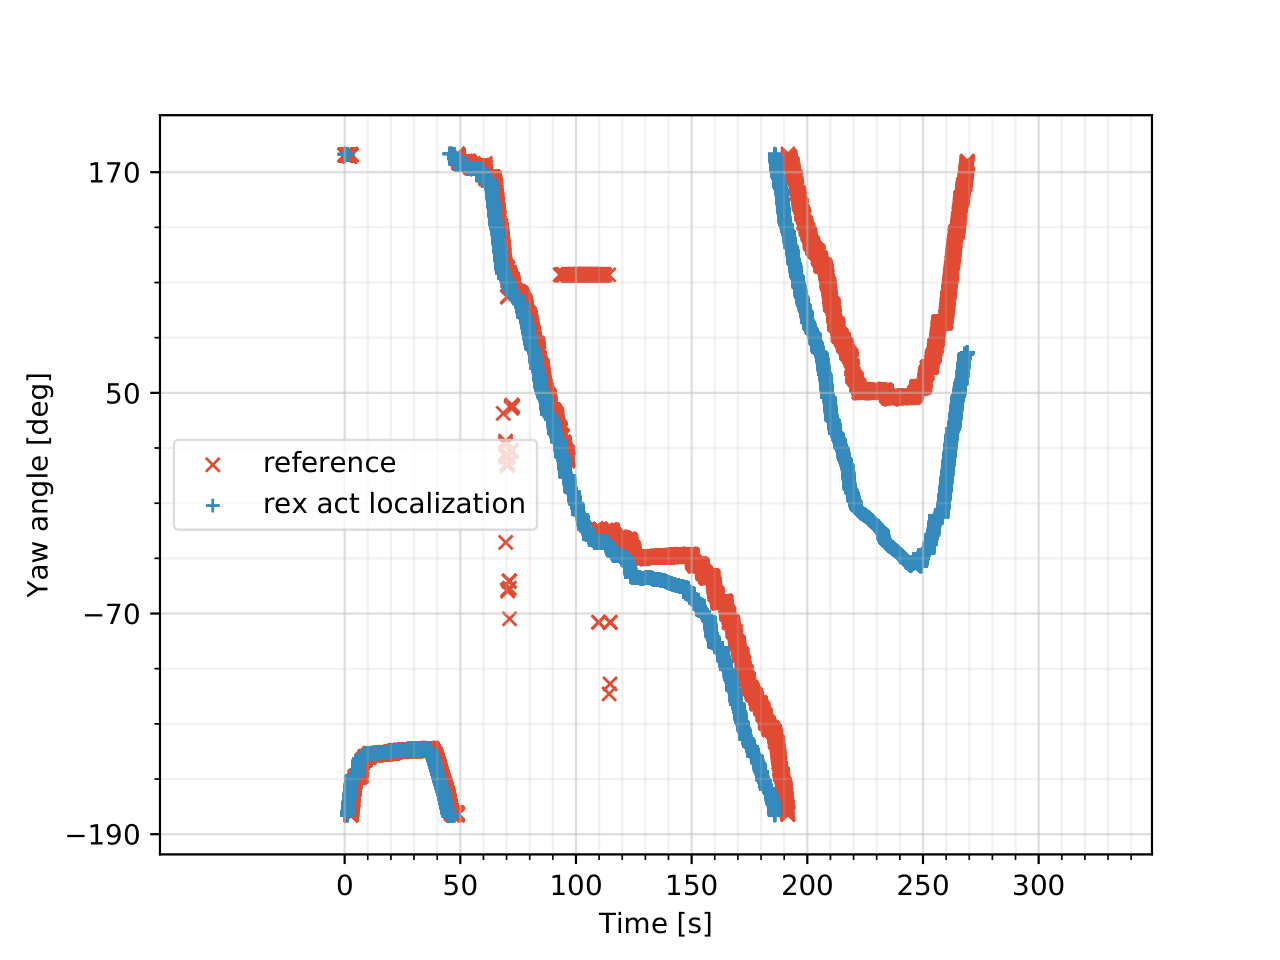 170
50
−70
−190
Yaw angle [deg]
reference
rex act localization
0 50 100 150 200 250 300
Time [s]